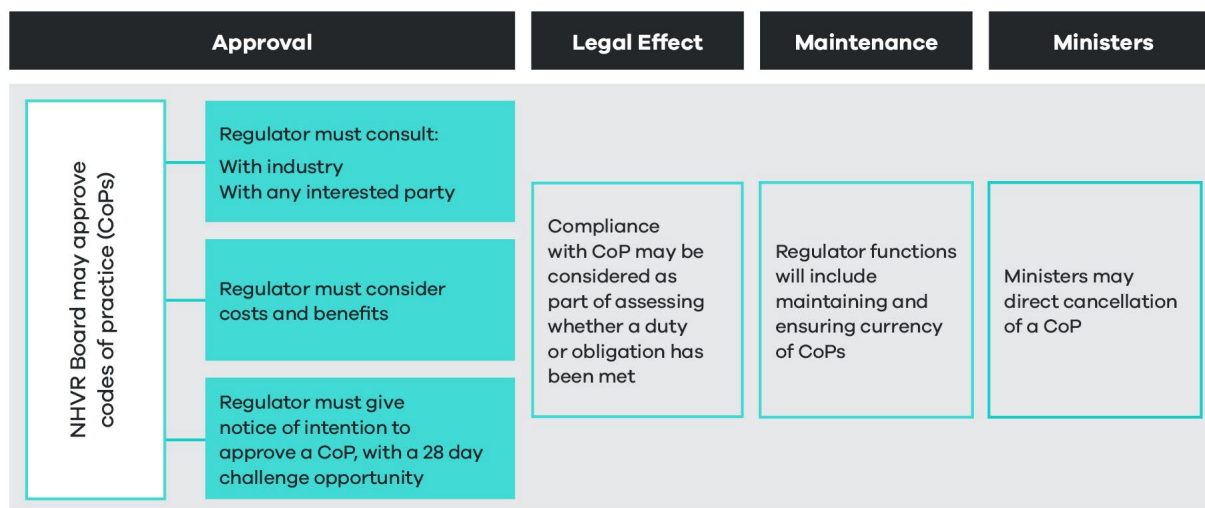 Approval
Legal Effect
Maintenance
Ministers
NHVR Board may approve
codes of practice (CoPs)
Regulator must consult:
With industry
With any interested party
Regulator must consider
costs and benefits
Regulator must give
notice of intention to
approve a CoP, with a 28 day
challenge opportunity
Compliance
with CoP may be
considered as
part of assessing
whether a duty
or obligation has
been met
Regulator functions
will include
maintaining and
ensuring currency
of CoPs
Ministers may
direct cancellation
of a CoP